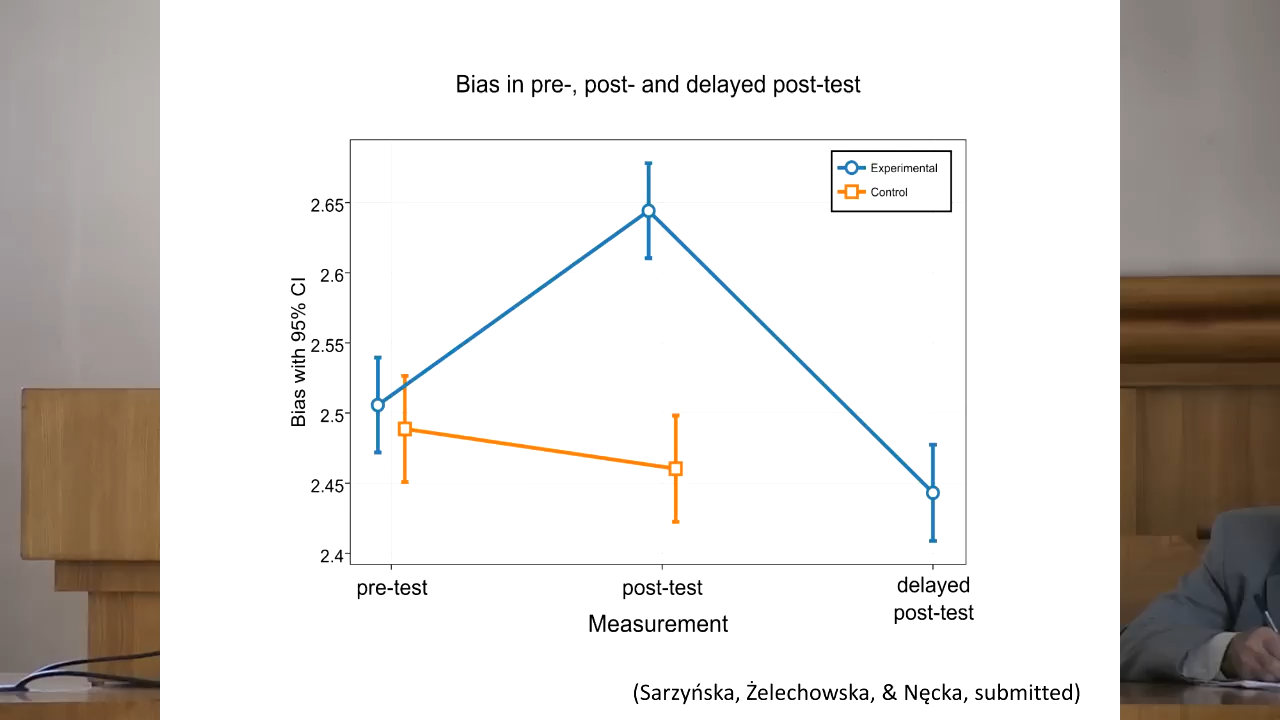 Bias in pre-, post- and delayed post-test
Experimental
Control
2.65
2.6
2.55
2.5
2.45
2.4
Bias with 95% CI
pre-test
post-test
delayed
post-test
Measurement
(Sarzyńska, Żelechowska, & Nęcka, submitted)